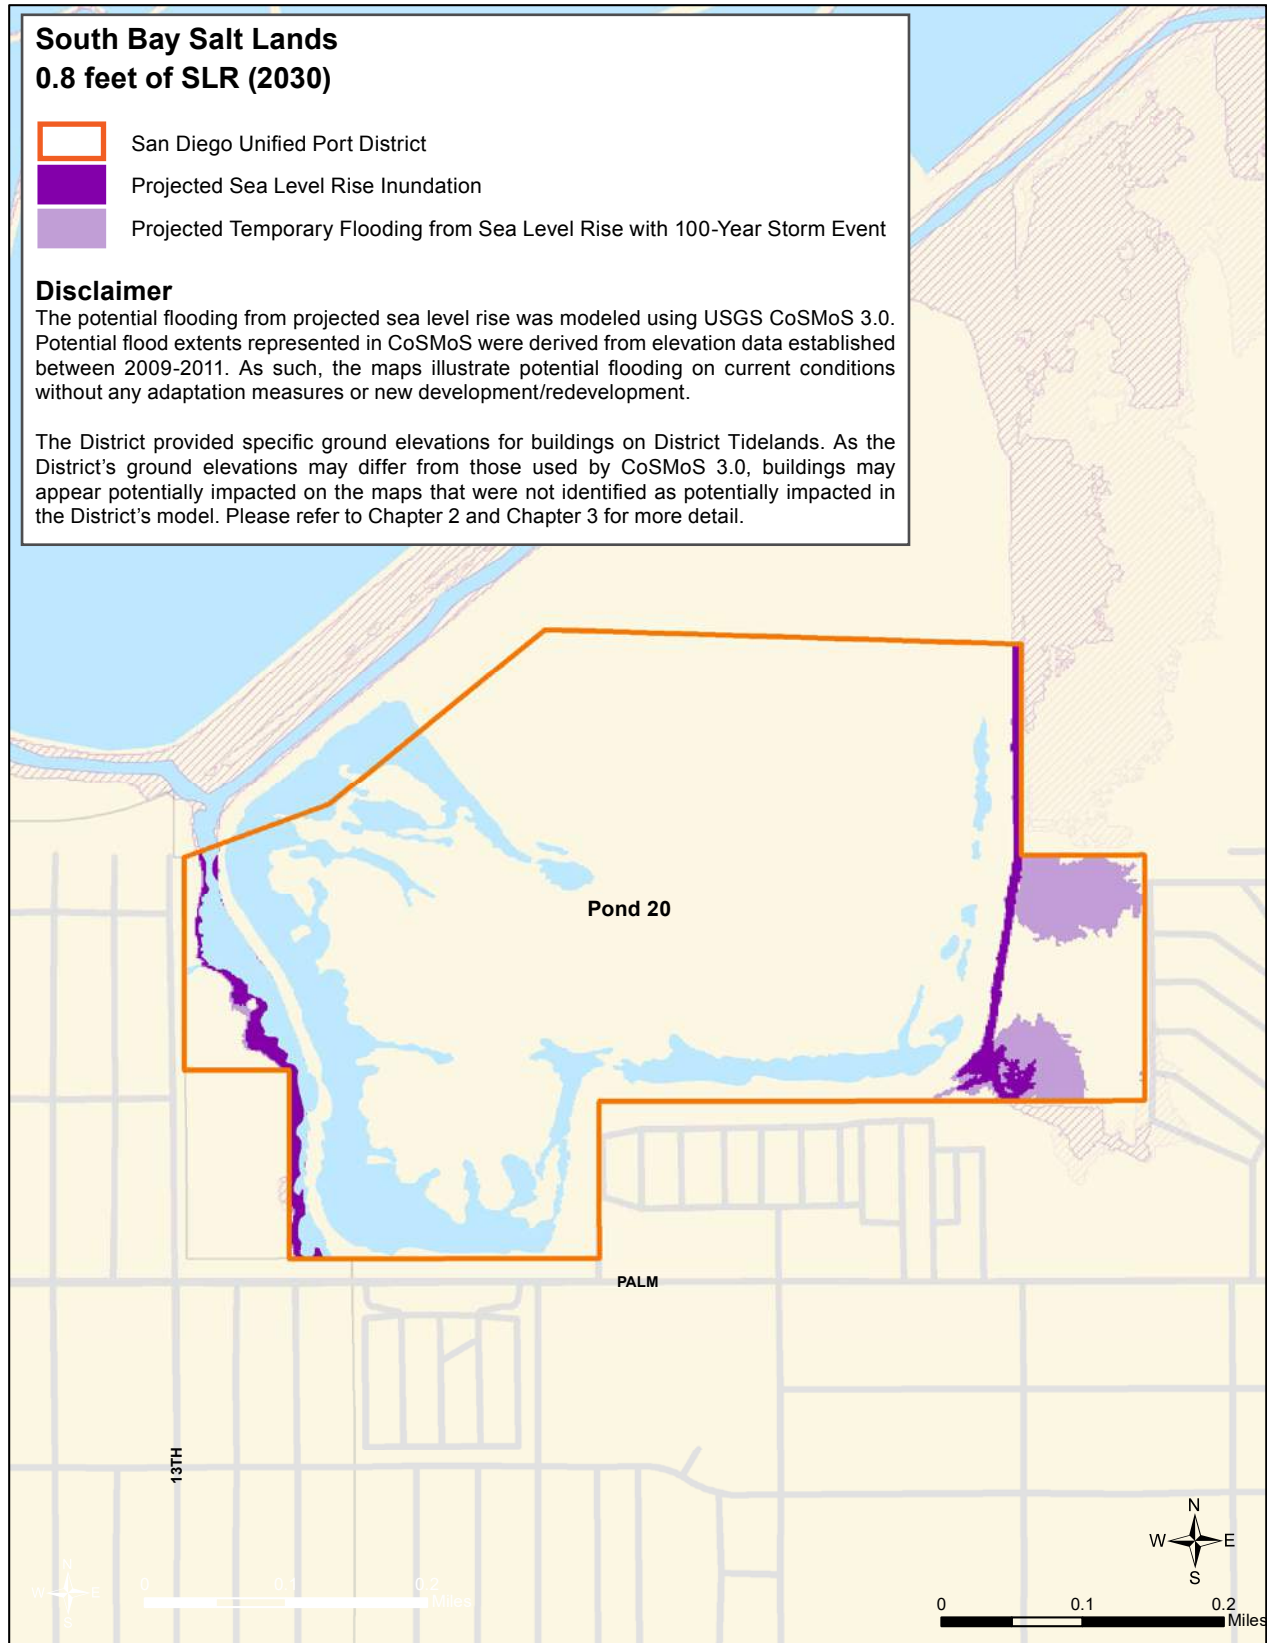 South Bay Salt Lands
0.8 feet of SLR (2030)
San Diego Unified Port District
Projected Sea Level Rise Inundation
Projected Temporary Flooding from Sea Level Rise with 100-Year Storm Event
Disclaimer
The potential flooding from projected sea level rise was modeled using USGS CoSMoS 3.0.
Potential flood extents represented in CoSMoS were derived from elevation data established
between 2009-2011. As such, the maps illustrate potential flooding on current conditions
without any adaptation measures or new development/redevelopment.
The District provided specific ground elevations for buildings on District Tidelands. As the
District's ground elevations may differ from those used by CoSMoS 3.0, buildings may
appear potentially impacted on the maps that were not identified as potentially impacted in
the District's model. Please refer to Chapter 2 and Chapter 3 for more detail.
Pond 20
PALM
13TH
N
W E
S
0 0.1 0.2
Miles
N
W E
S
0 0.1 0.2
Miles